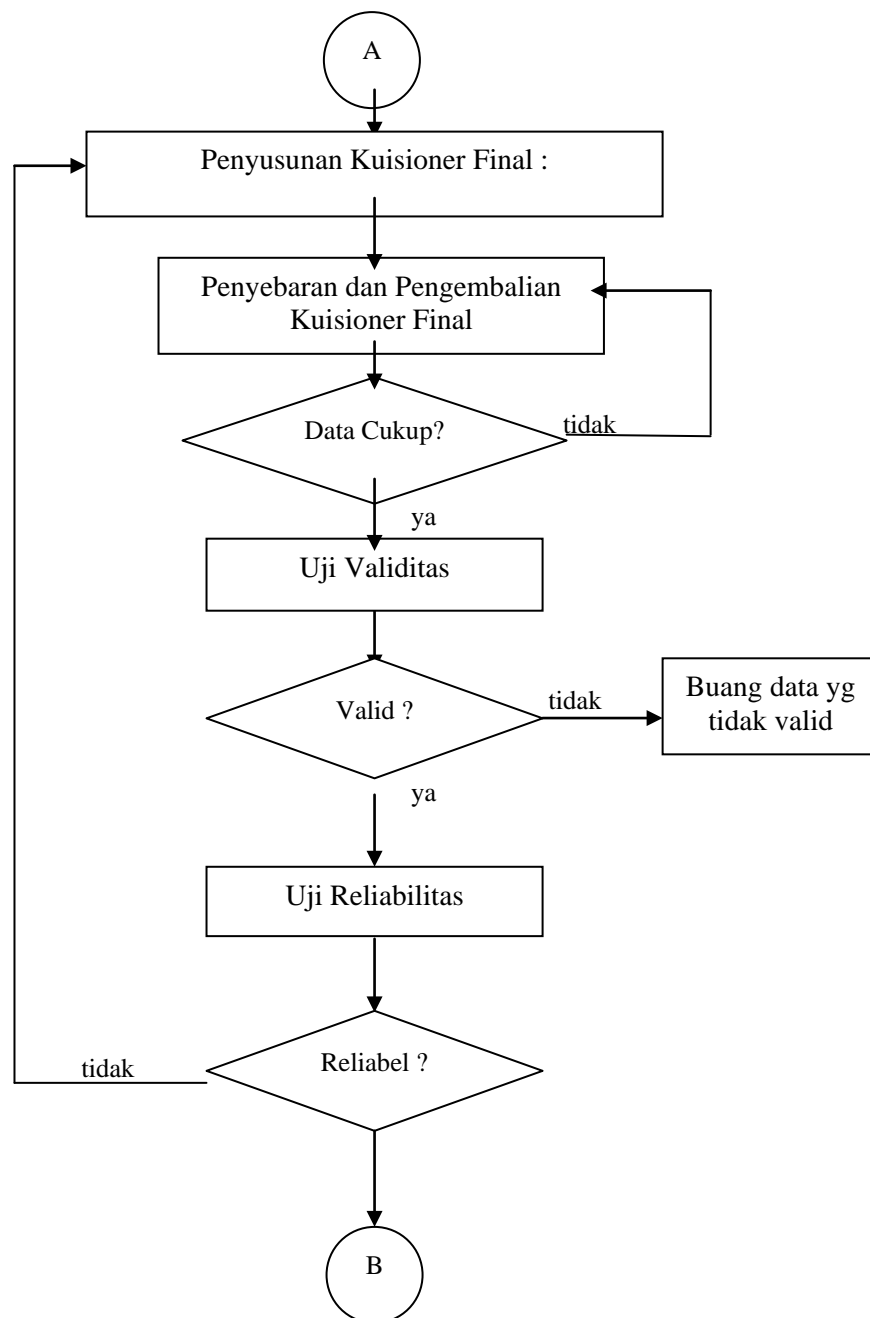 A
Penyusunan Kuisioner Final :
Penyebaran dan Pengembalian
Kuisioner Final
Data Cukup?
tidak
ya
Uji Validitas
Valid ?
tidak
Buang data yg
tidak valid
ya
Uji Reliabilitas
Reliabel ?
tidak
B